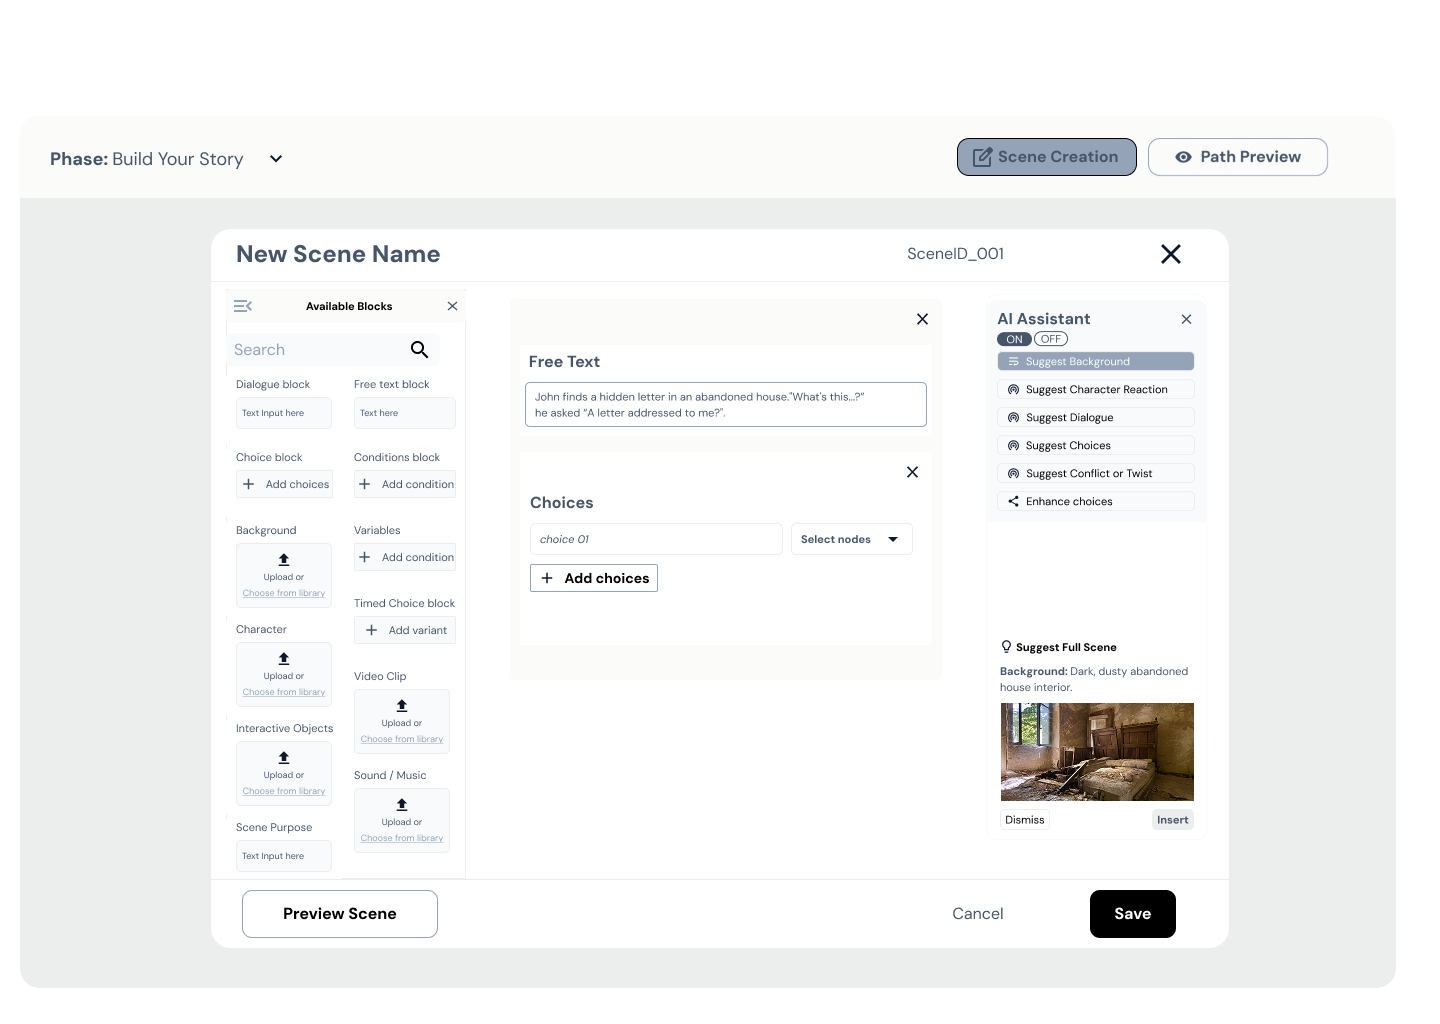 Phase: Build Your Story
Scene Creation
Path Preview
New Scene Name
SceneID_001
Available Blocks
Search
Dialogue block
Text Input here
Free text block
Text here
Choice block
Add choices
Conditions block
Add condition
Background
Upload or
Choose from library
Variables
Add condition
Character
Upload or
Choose from library
Timed Choice block
Add variant
Interactive Objects
Upload or
Choose from library
Video Clip
Upload or
Choose from library
Scene Purpose
Text Input here
Sound / Music
Upload or
Choose from library
Free Text
John finds a hidden letter in an abandoned house."What's this...?”
he asked “A letter addressed to me?".
Choices
choice 01
Select nodes
Add choices
AI Assistant
ON OFF
Suggest Background
Suggest Character Reaction
Suggest Dialogue
Suggest Choices
Suggest Conflict or Twist
Enhance choices
Suggest Full Scene
Background: Dark, dusty abandoned
house interior.
Dismiss
Insert
Preview Scene
Cancel
Save